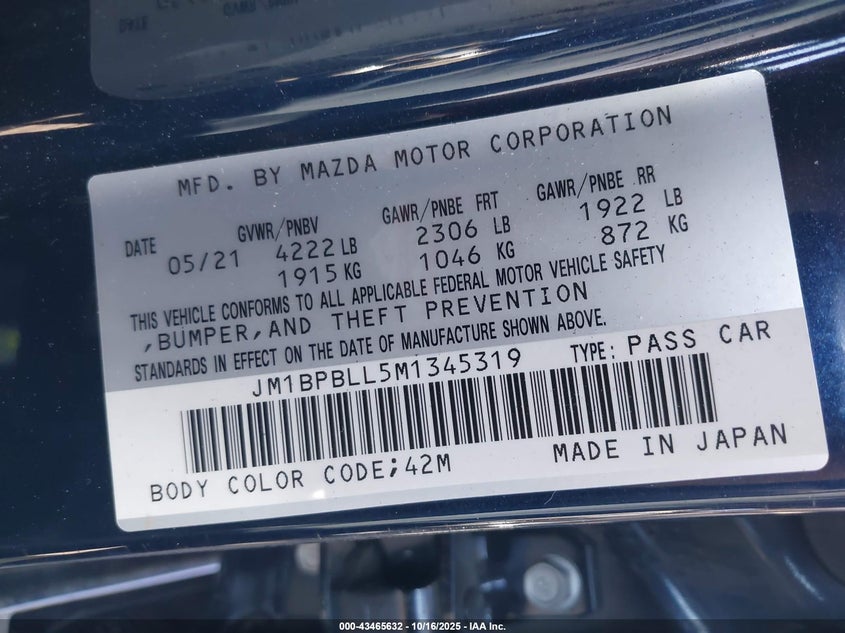 MFD. BY MAZDA MOTOR CORPORATION
DATE GVWR/PNBV GAWR/PNBE FRT GAWR/PNBE RR
05/21 4222 LB 2306 LB 1922 LB
1915 KG 1046 KG 872 KG
THIS VEHICLE CONFORMS TO ALL APPLICABLE FEDERAL MOTOR VEHICLE SAFETY
,BUMPER,AND THEFT PREVENTION
STANDARDS IN EFFECT ON THE DATE OF MANUFACTURE SHOWN ABOVE.
JM1BPBLL5M1345319 TYPE: PASS CAR
BODY COLOR CODE;42M MADE IN JAPAN
000-43465632 - 10/16/2025 - IAA Inc.